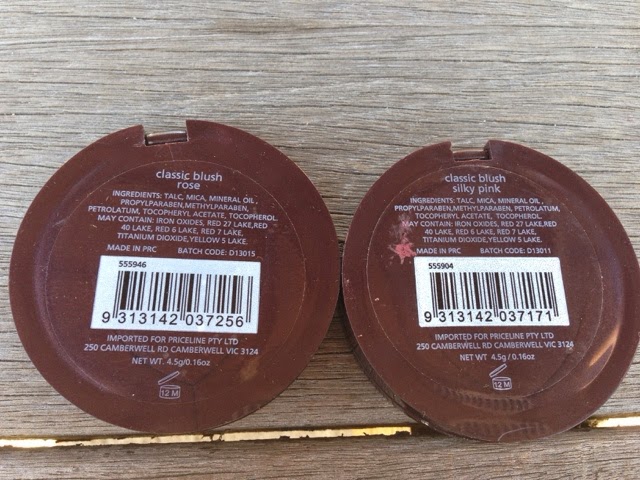 classic blush
rose
INGREDIENTS: TALC, MICA, MINERAL OIL ,
PROPYLPARABEN,METHYLPARABEN,
PETROLATUM, TOCOPHERYL ACETATE, TOCOPHEROL.
MAY CONTAIN: IRON OXIDES, RED 27 LAKE,RED
40 LAKE, RED 6 LAKE, RED 7 LAKE,
TITANIUM DIOXIDE,YELLOW 5 LAKE.
MADE IN PRC BATCH CODE: D13015
555946
9 313142 037256
IMPORTED FOR PRICELINE PTY LTD
250 CAMBERWELL RD CAMBERWELL VIC 3124
NET WT. 4.5g/0.16oz
12 M
classic blush
silky pink
INGREDIENTS: TALC, MICA, MINERAL OIL ,
PROPYLPARABEN,METHYLPARABEN, PETROLATUM,
TOCOPHERYL ACETATE, TOCOPHEROL.
MAY CONTAIN: IRON OXIDES, RED 27 LAKE,RED
40 LAKE, RED 6 LAKE, RED 7 LAKE,
TITANIUM DIOXIDE,YELLOW 5 LAKE.
MADE IN PRC BATCH CODE: D13011
555904
9 313142 037171
IMPORTED FOR PRICELINE PTY LTD
250 CAMBERWELL RD CAMBERWELL VIC 3124
NET WT. 4.5g/0.16oz
12 M